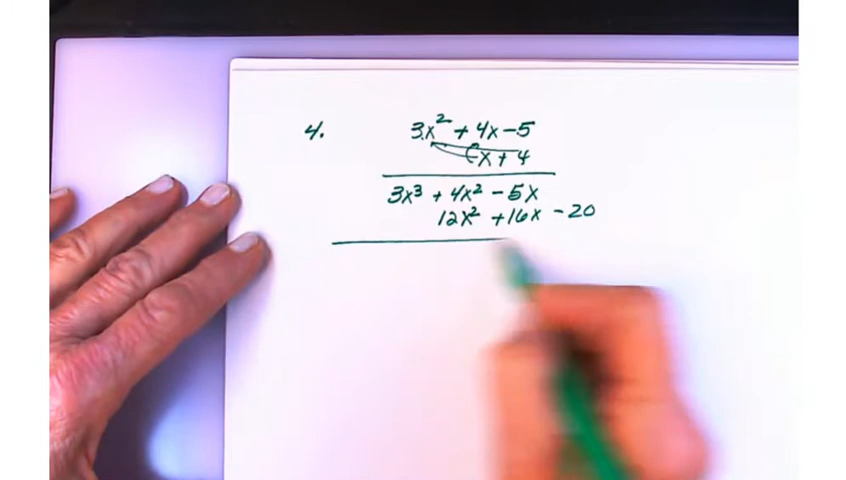 4. 3x² + 4x - 5
x + 4
3x³ + 4x² - 5x
12x² + 16x - 20